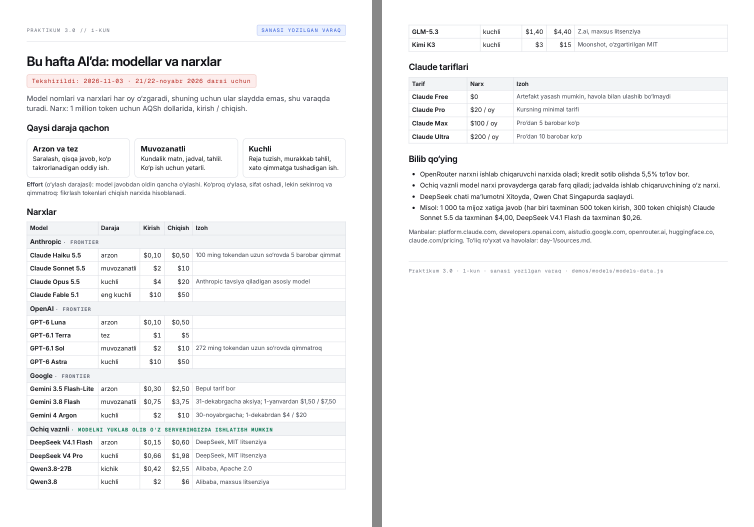 PRAKTIKUM 3.0 // 1-KUN
SANASI YOZILGAN VARAQ
Bu hafta AI'da: modellar va narxlar
Tekshirildi: 2026-11-03 · 21/22-noyabr 2026 darsi uchun
Model nomlari va narxlari har oy o'zgaradi, shuning uchun ular slaydda emas, shu varaqda
turadi. Narx: 1 million token uchun AQSh dollarida, kirish / chiqish.
Qaysi daraja qachon
Arzon va tez
Saralash, qisqa javob, ko'p
takrorlanadigan oddiy ish.
Muvozanatli
Kundalik matn, jadval, tahlil.
Ko'p ish uchun shu yetarli.
Kuchli
Reja tuzish, murakkab tahlil,
xato qimmatga tushadigan ish.
Effort (o'ylash darajasi): model javobdan oldin qancha o'ylashi. Ko'proq o'ylasa, sifat oshadi, lekin sekinroq va
qimmatroq: fikrlash tokenlari chiqish narxida hisoblanadi.
Narxlar
Model Daraja Kirish Chiqish Izoh
Anthropic · FRONTIER
Claude Haiku 5.5 arzon $0,10 $0,50 100 ming tokendan uzun so'rovda 5 barobar qimmat
Claude Sonnet 5.5 muvozanatli $2 $10
Claude Opus 5.5 kuchli $4 $20 Anthropic tavsiya qiladigan asosiy model
Claude Fable 5.1 eng kuchli $10 $50
OpenAI · FRONTIER
GPT-6 Luna arzon $0,10 $0,50
GPT-6.1 Terra tez $1 $5
GPT-6.1 Sol muvozanatli $2 $10 272 ming tokendan uzun so'rovda qimmatroq
GPT-6 Astra kuchli $10 $50
Google · FRONTIER
Gemini 3.5 Flash-Lite arzon $0,30 $2,50 Bepul tarif bor
Gemini 3.8 Flash muvozanatli $0,75 $3,75 31-dekabrgacha aksiya; 1-yanvardan $1,50 / $7,50
Gemini 4 Argon kuchli $2 $10 30-noyabrgacha; 1-dekabrdan $4 / $20
Ochiq vaznli · MODELNI YUKLAB OLIB O'Z SERVERINGIZDA ISHLATISH MUMKIN
DeepSeek V4.1 Flash arzon $0,15 $0,60 DeepSeek, MIT litsenziya
DeepSeek V4 Pro kuchli $0,66 $1,98 DeepSeek, MIT litsenziya
Qwen3.8-27B kichik $0,42 $2,55 Alibaba, Apache 2.0
Qwen3.8 kuchli $2 $6 Alibaba, maxsus litsenziya
GLM-5.3 kuchli $1,40 $4,40 Z.ai, maxsus litsenziya
Kimi K3 kuchli $3 $15 Moonshot, o'zgartirilgan MIT
Claude tariflari
Tarif Narx Izoh
Claude Free $0 Artefakt yasash mumkin, havola bilan ulashib bo'lmaydi
Claude Pro $20 / oy Kursning minimal tarifi
Claude Max $100 / oy Pro'dan 5 barobar ko'p
Claude Ultra $200 / oy Pro'dan 10 barobar ko'p
Bilib qo'ying
• OpenRouter narxni ishlab chiqaruvchi narxida oladi; kredit sotib olishda 5,5% to'lov bor.
• Ochiq vaznli model narxi provayderga qarab farq qiladi; jadvalda ishlab chiqaruvchining o'z narxi.
• DeepSeek chati ma'lumotni Xitoyda, Qwen Chat Singapurda saqlaydi.
• Misol: 1 000 ta mijoz xatiga javob (har biri taxminan 500 token kirish, 300 token chiqish) Claude
Sonnet 5.5 da taxminan $4,00, DeepSeek V4.1 Flash da taxminan $0,26.
Manbalar: platform.claude.com, developers.openai.com, aistudio.google.com, openrouter.ai, huggingface.co,
claude.com/pricing. To'liq ro'yxat va havolalar: day-1/sources.md.
Praktikum 3.0 · 1-kun · sanasi yozilgan varaq · demos/models/models-data.js